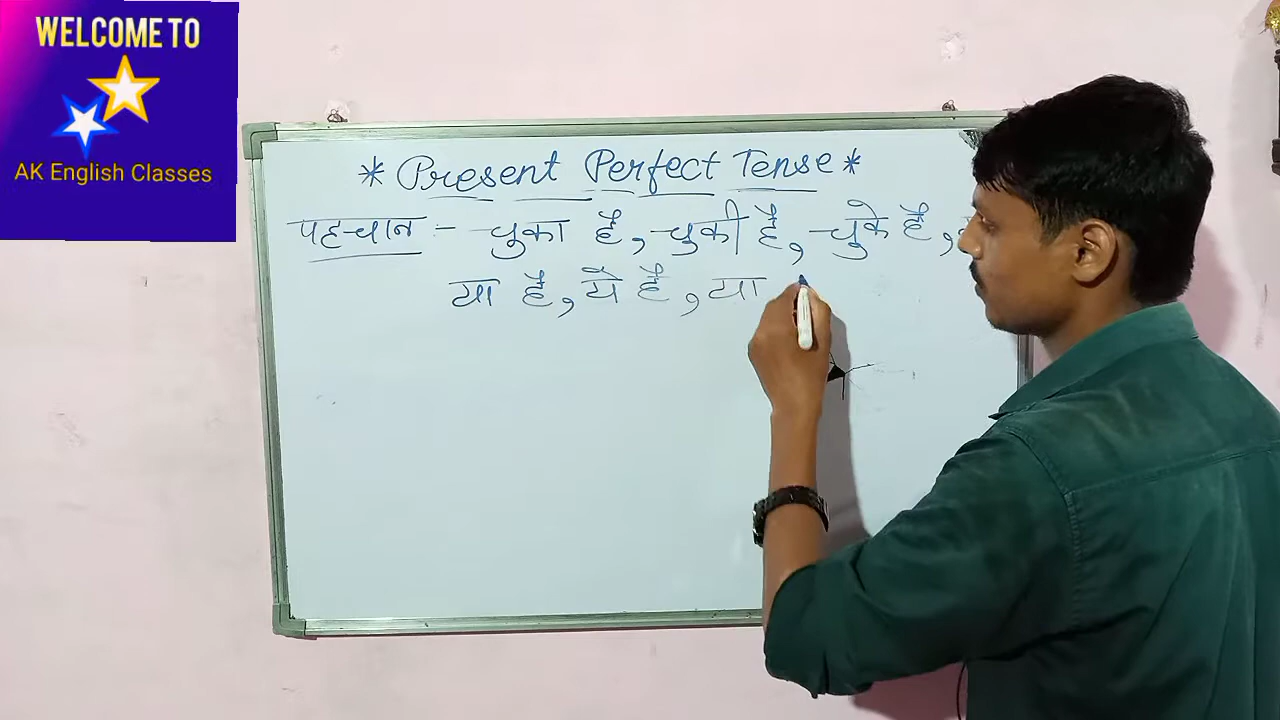 WELCOME TO
AK English Classes
* Present Perfect Tense *
पहचान :- चुका है, चुकी है, चुके है,
या है, ये है, या